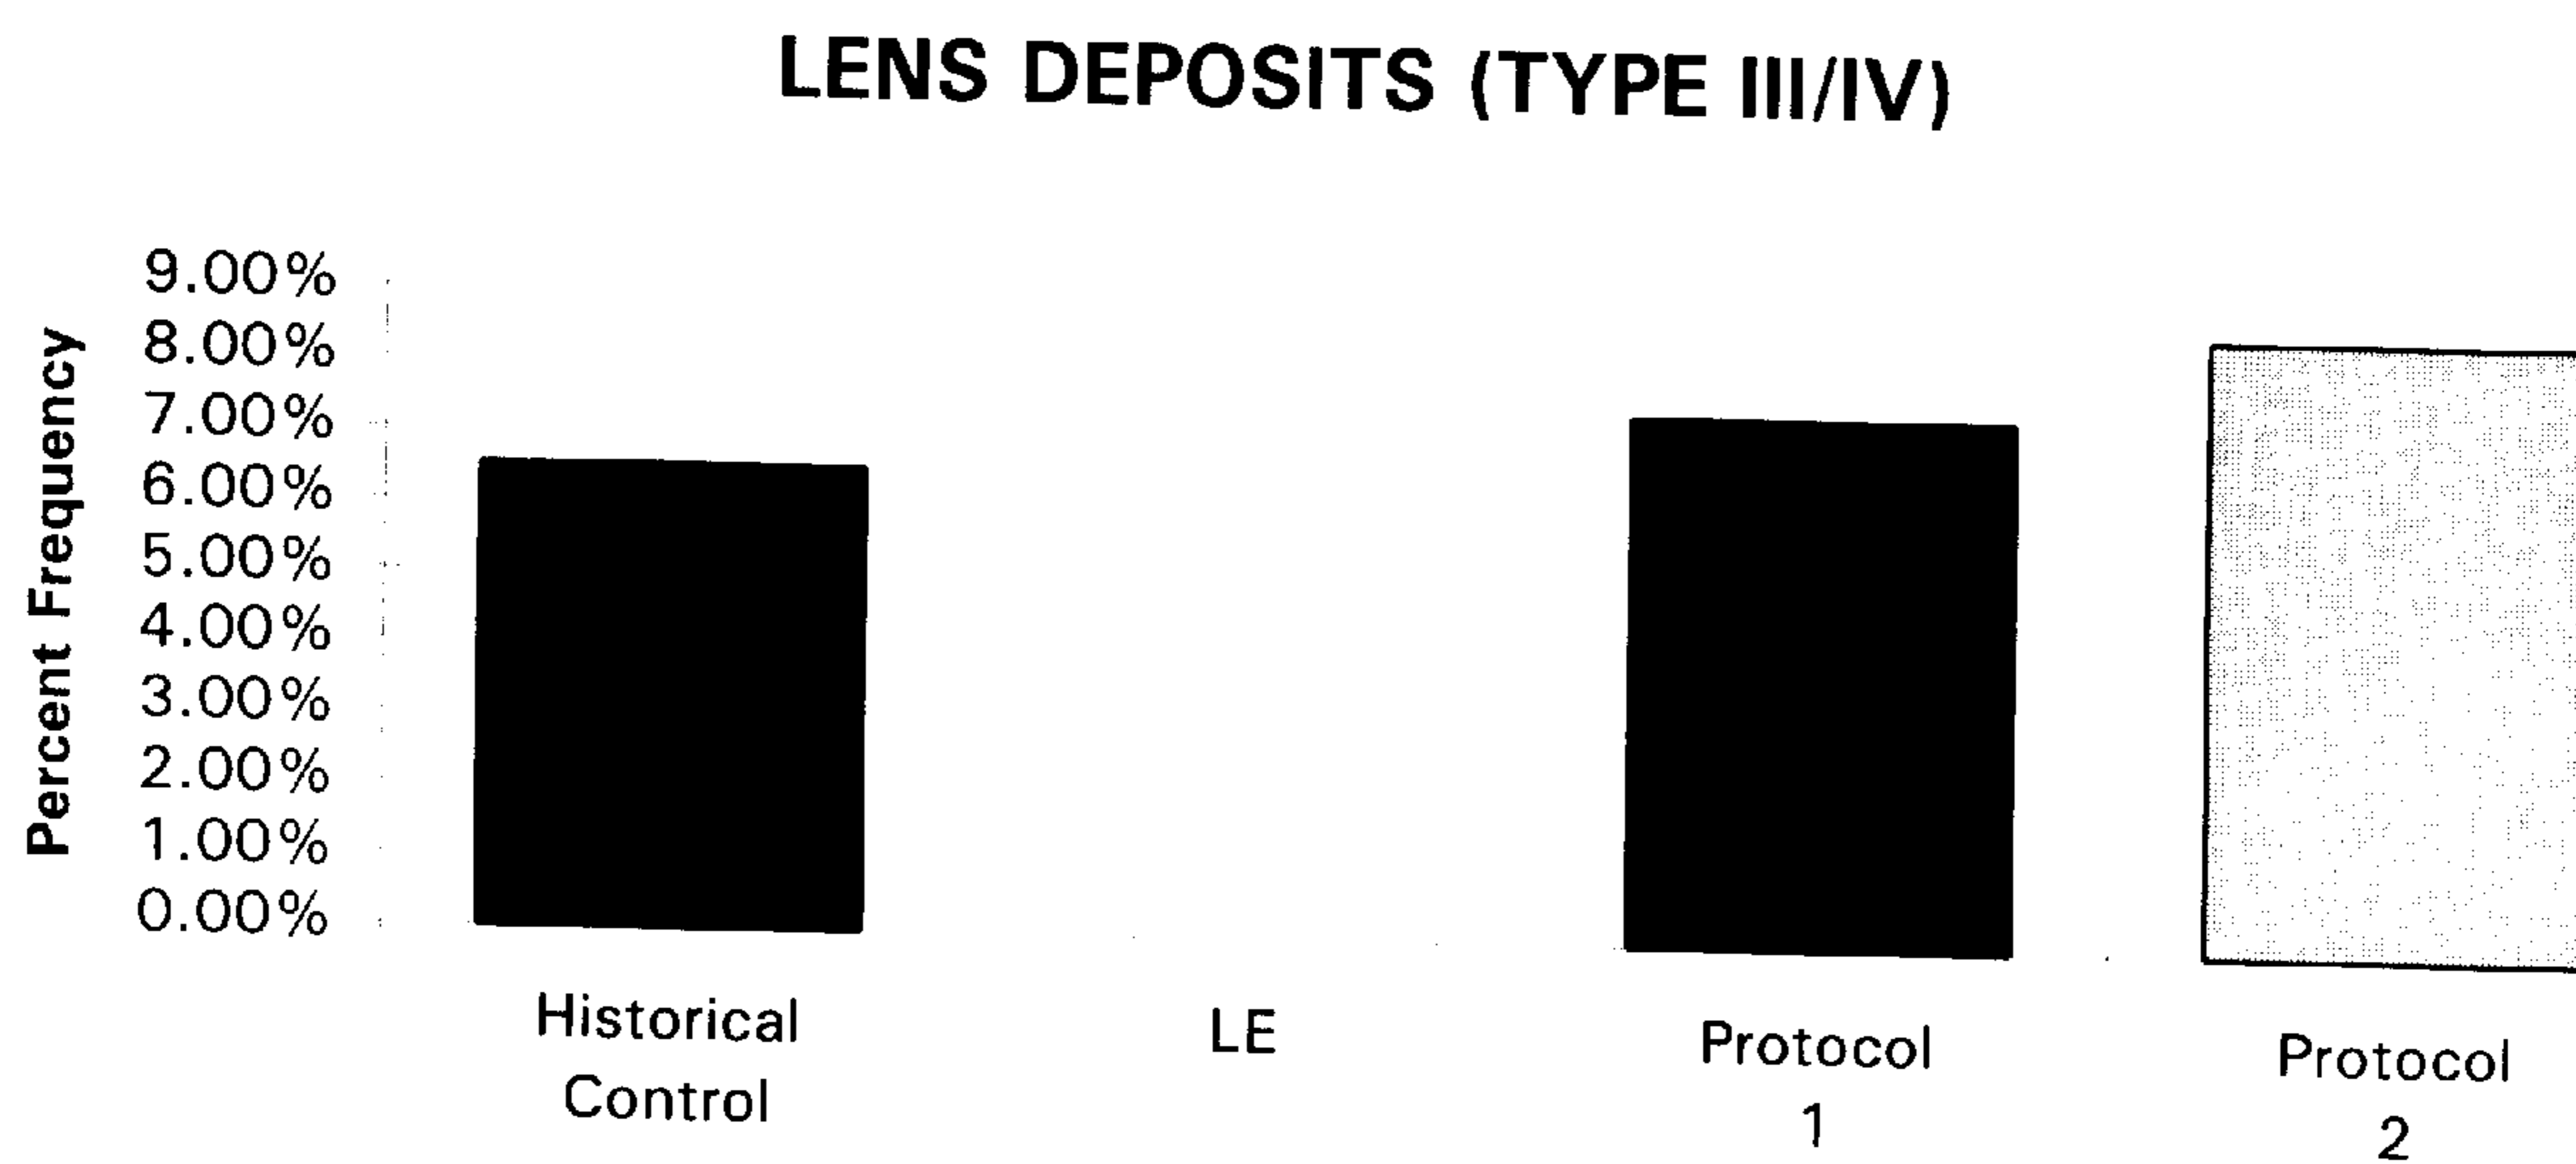 LENS DEPOSITS (TYPE III/IV)
Percent Frequency
9.00%
8.00%
7.00%
6.00%
5.00%
4.00%
3.00%
2.00%
1.00%
0.00%
Historical
Control
LE
Protocol
1
Protocol
2